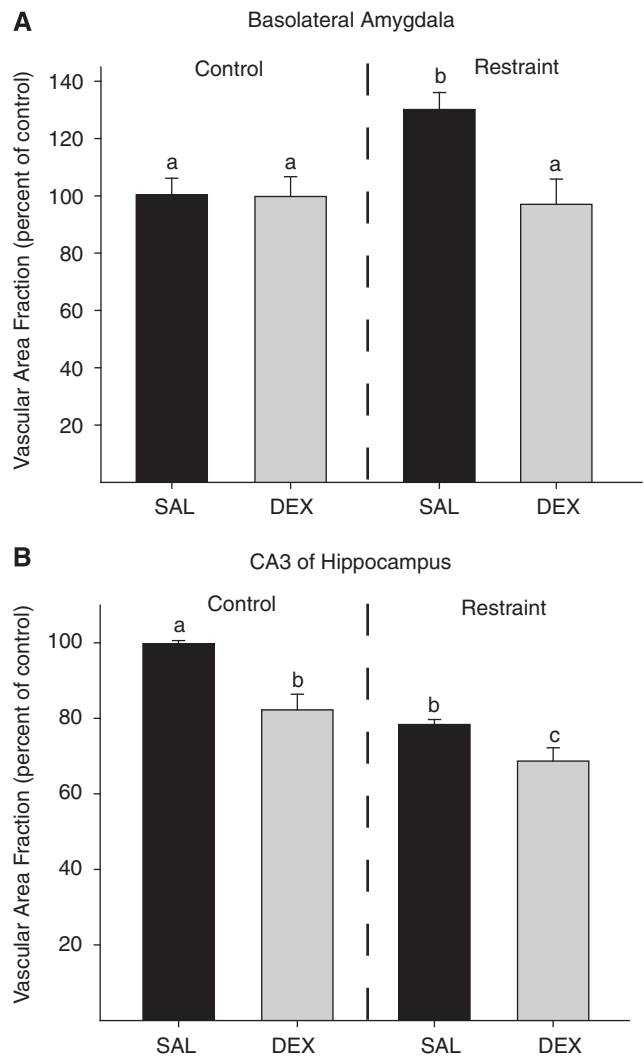 A
Basolateral Amygdala
Vascular Area Fraction (percent of control)
Control
Restraint
140
120
100
80
60
40
20
a
a
b
a
SAL
DEX
SAL
DEX
B
CA3 of Hippocampus
Vascular Area Fraction (percent of control)
Control
Restraint
100
80
60
40
20
a
b
b
c
SAL
DEX
SAL
DEX